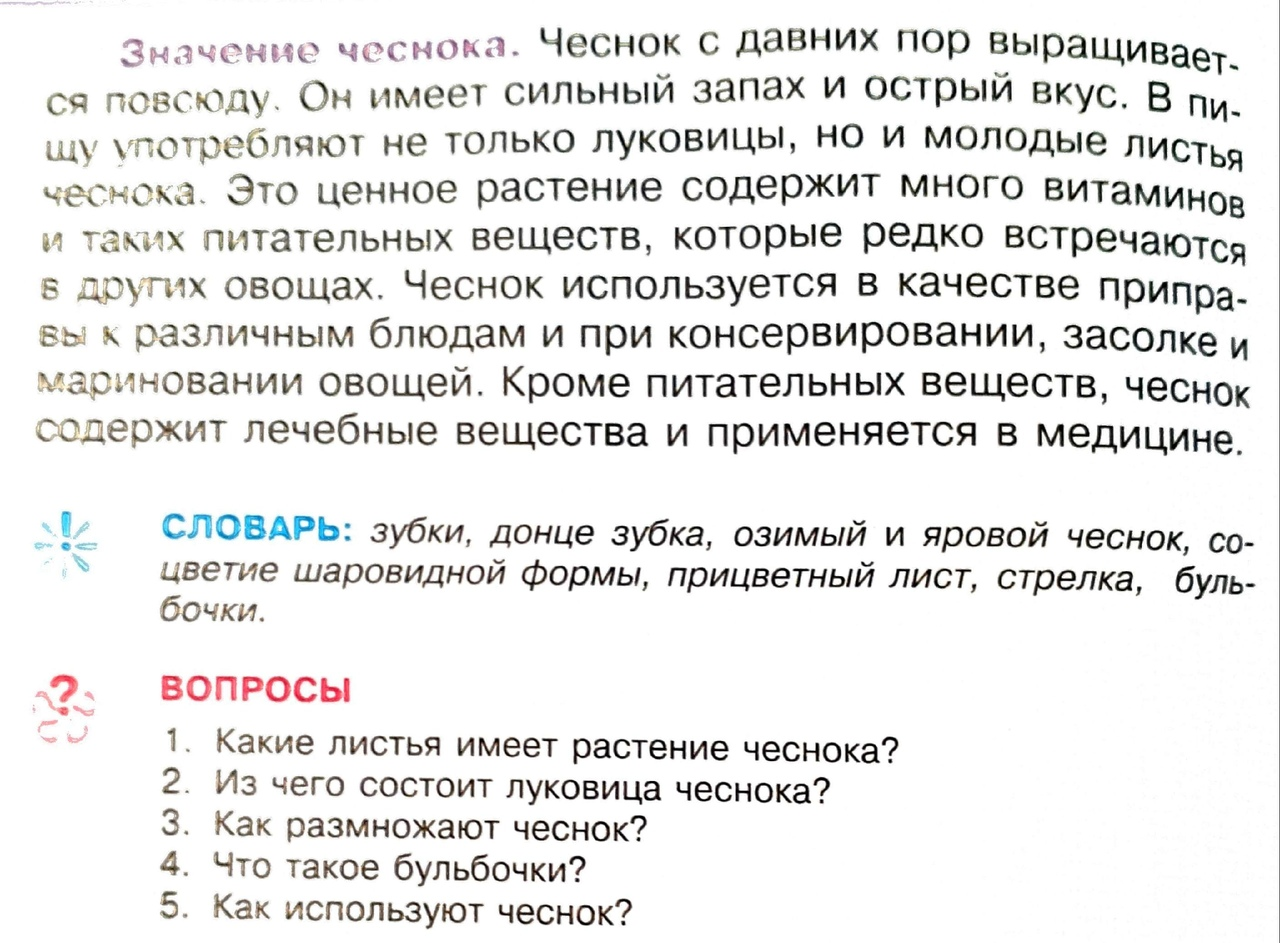 Значение чеснока. Чеснок с давних пор выращивает-
ся повсюду. Он имеет сильный запах и острый вкус. В пи-
щу употребляют не только луковицы, но и молодые листья
чеснока. Это ценное растение содержит много витаминов
и таких питательных веществ, которые редко встречаются
в других овощах. Чеснок используется в качестве припра-
вы к различным блюдам и при консервировании, засолке и
мариновании овощей. Кроме питательных веществ, чеснок
содержит лечебные вещества и применяется в медицине.
СЛОВАРЬ: зубки, донце зубка, озимый и яровой чеснок, со-
цветие шаровидной формы, прицветный лист, стрелка, буль-
бочки.
ВОПРОСЫ
1. Какие листья имеет растение чеснока?
2. Из чего состоит луковица чеснока?
3. Как размножают чеснок?
4. Что такое бульбочки?
5. Как используют чеснок?